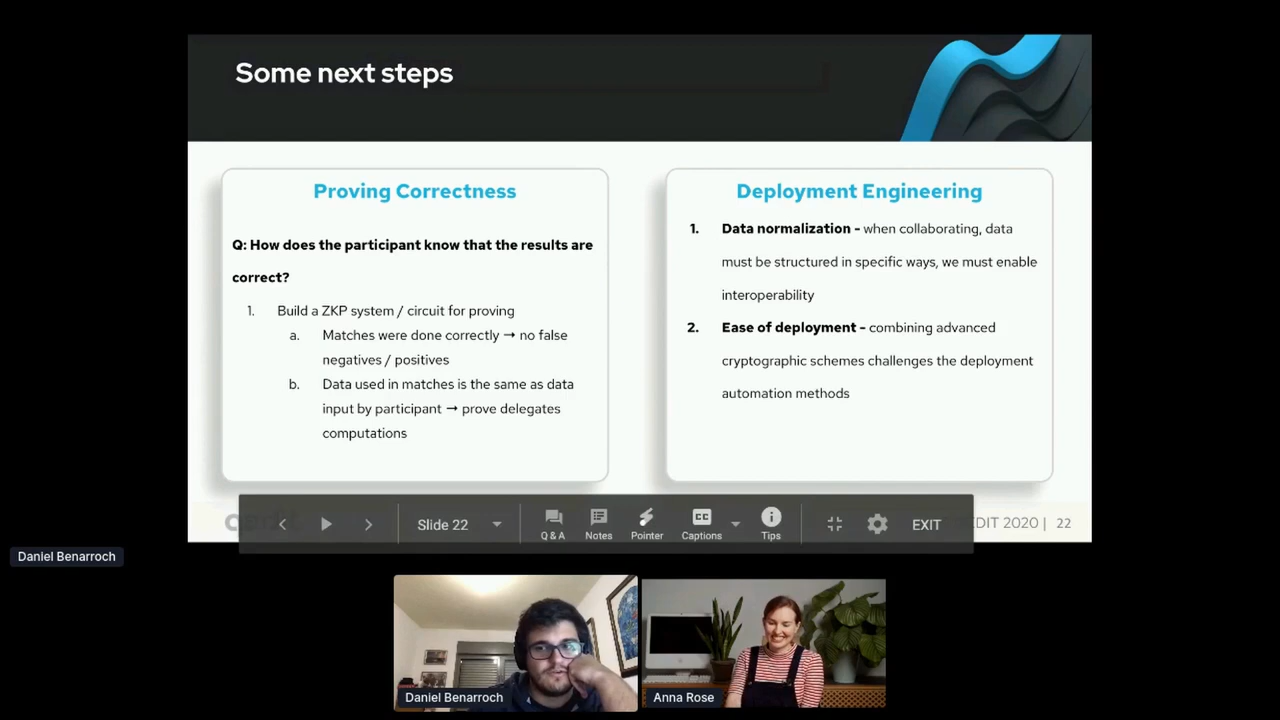 Some next steps
Proving Correctness
Q: How does the participant know that the results are
correct?
1. Build a ZKP system / circuit for proving
a. Matches were done correctly → no false
negatives / positives
b. Data used in matches is the same as data
input by participant → prove delegates
computations
Deployment Engineering
1. Data normalization - when collaborating, data
must be structured in specific ways, we must enable
interoperability
2. Ease of deployment - combining advanced
cryptographic schemes challenges the deployment
automation methods
Slide 22
Q & A
Notes
Pointer
CC
Captions
Tips
EXIT
EDIT 2020 | 22
Daniel Benarroch
Daniel Benarroch
Anna Rose